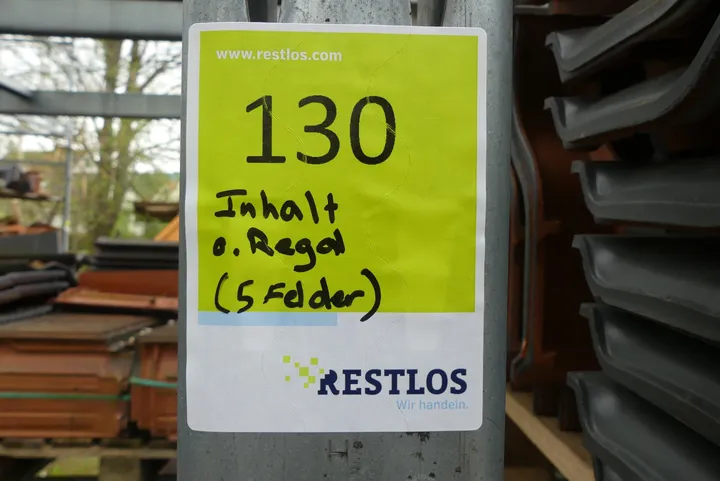 www.restlos.com
130
Inhalt
o. Regal
(5 Felder)
RESTLOS
Wir handeln.